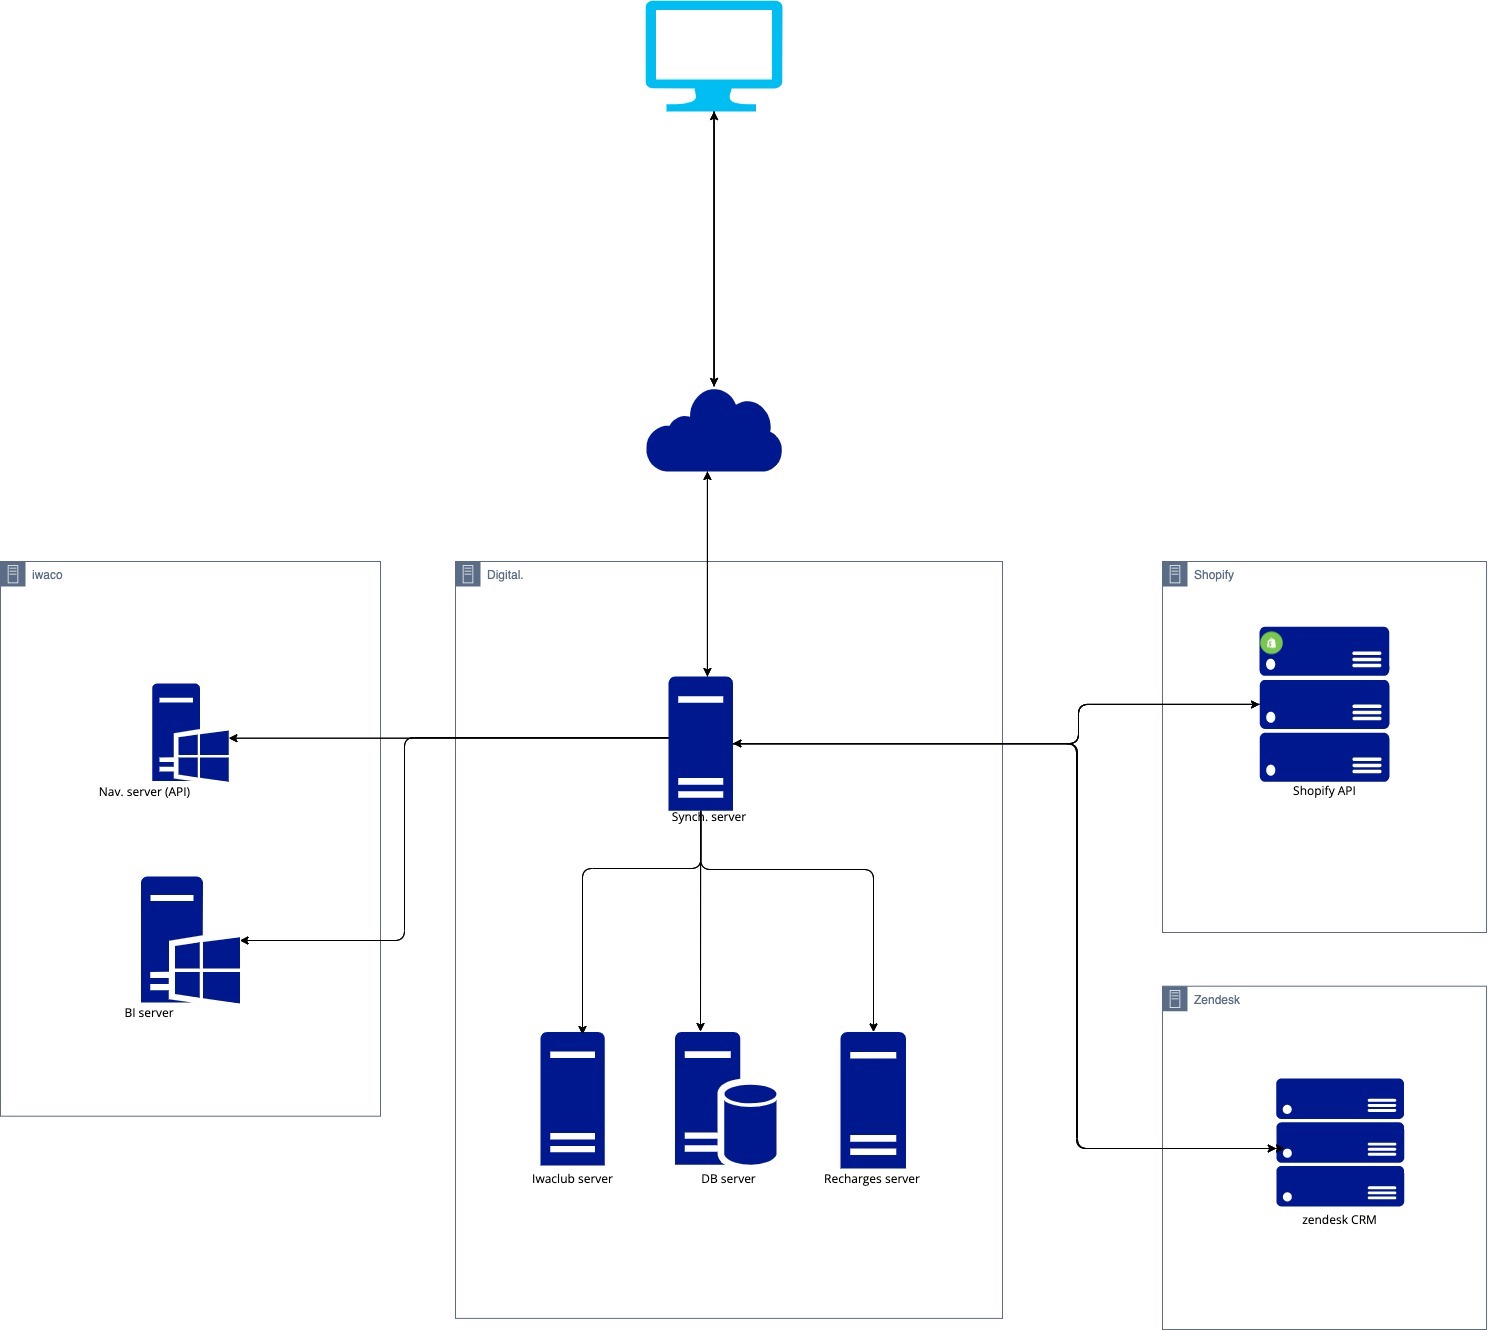 iwaco
Digital.
Shopify
Nav. server (API)
Shopify API
Synch. server
BI server
Zendesk
Iwaclub server
DB server
Recharges server
zendesk CRM